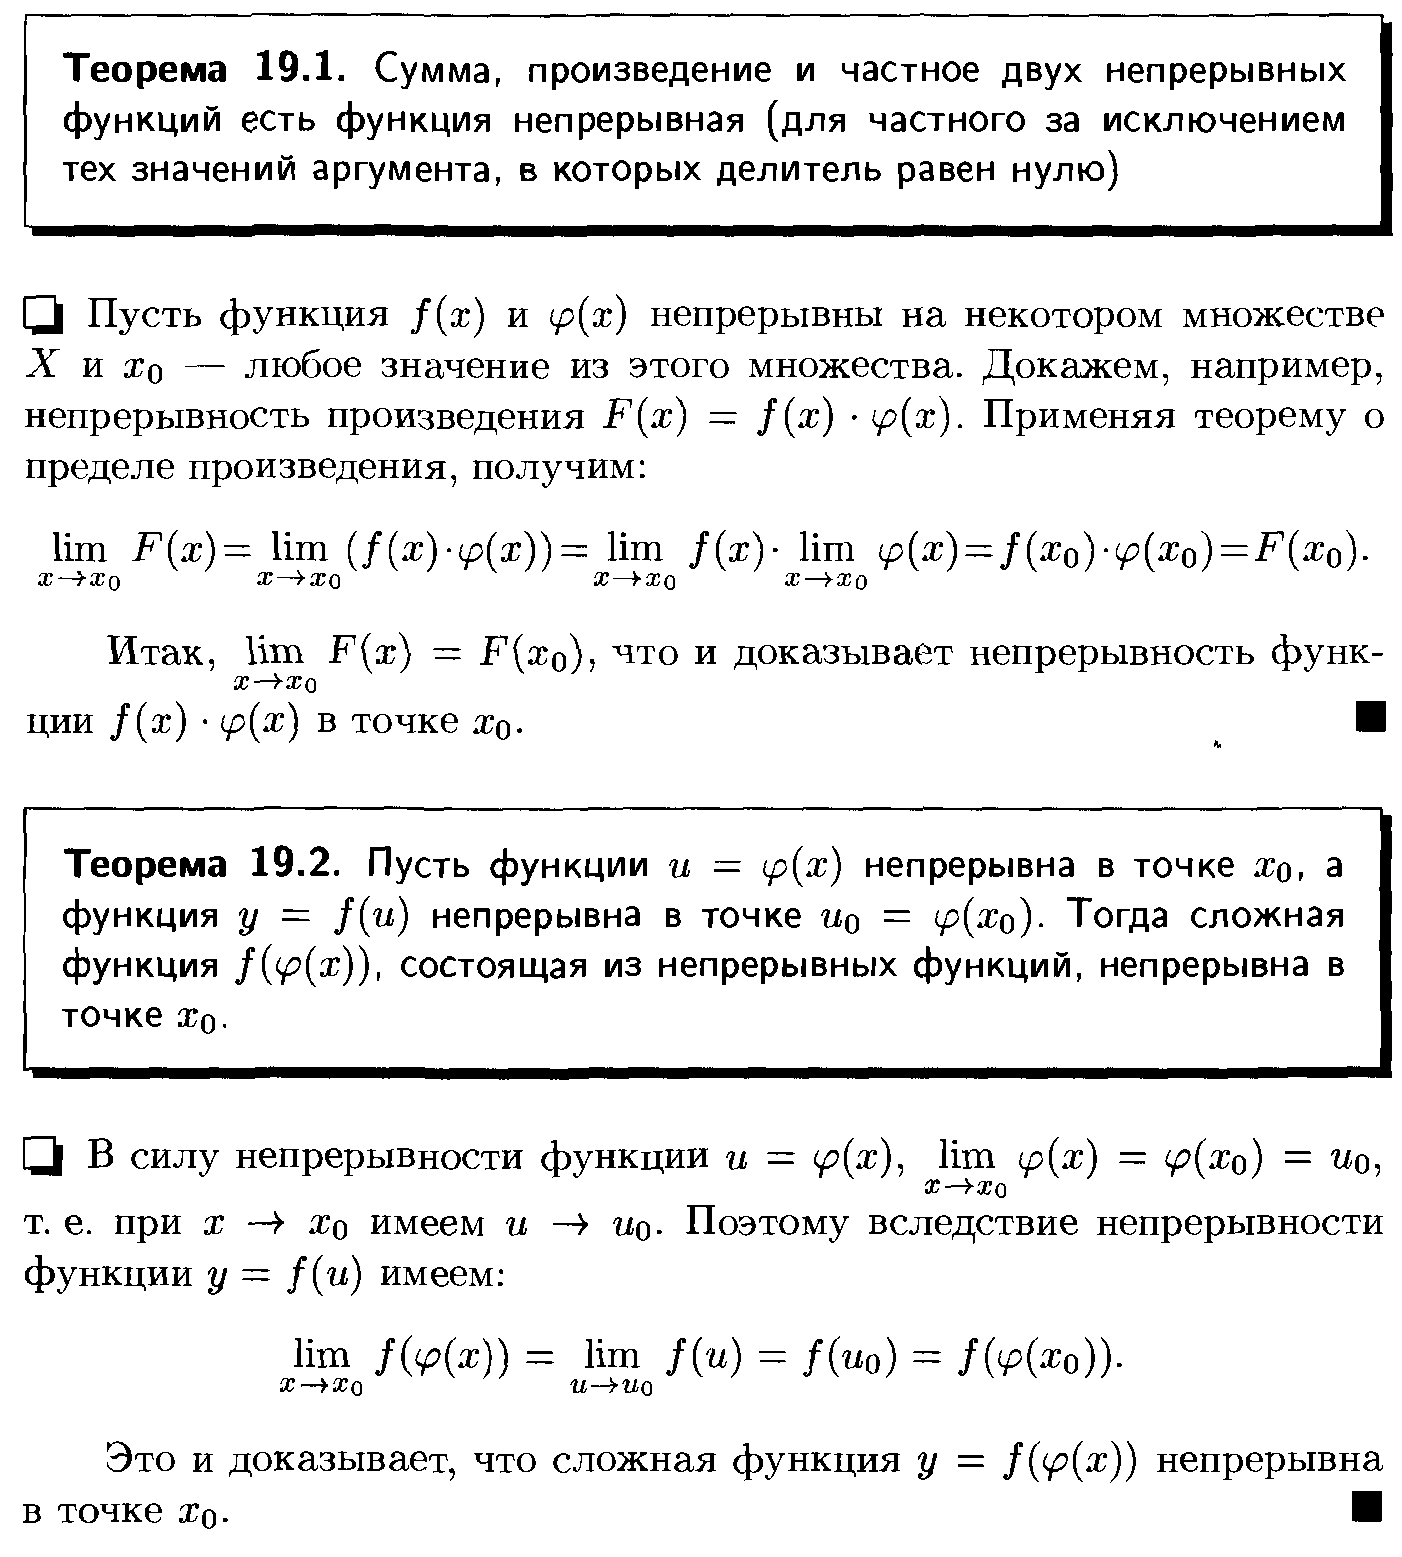 Теорема 19.1. Сумма, произведение и частное двух непрерывных
функций есть функция непрерывная (для частного за исключением
тех значений аргумента, в которых делитель равен нулю)
❏ Пусть функция f(x) и φ(x) непрерывны на некотором множестве
X и x₀ — любое значение из этого множества. Докажем, например,
непрерывность произведения F(x) = f(x) · φ(x). Применяя теорему о
пределе произведения, получим:
lim F(x)= lim (f(x)·φ(x))= lim f(x)· lim φ(x)=f(x₀)·φ(x₀)=F(x₀).
x→x₀ x→x₀ x→x₀ x→x₀
Итак, lim F(x) = F(x₀), что и доказывает непрерывность функ-
x→x₀
ции f(x) · φ(x) в точке x₀. ■
Теорема 19.2. Пусть функции u = φ(x) непрерывна в точке x₀, а
функция y = f(u) непрерывна в точке u₀ = φ(x₀). Тогда сложная
функция f(φ(x)), состоящая из непрерывных функций, непрерывна в
точке x₀.
❏ В силу непрерывности функции u = φ(x), lim φ(x) = φ(x₀) = u₀,
x→x₀
т. е. при x → x₀ имеем u → u₀. Поэтому вследствие непрерывности
функции y = f(u) имеем:
lim f(φ(x)) = lim f(u) = f(u₀) = f(φ(x₀)).
x→x₀ u→u₀
Это и доказывает, что сложная функция y = f(φ(x)) непрерывна
в точке x₀. ■